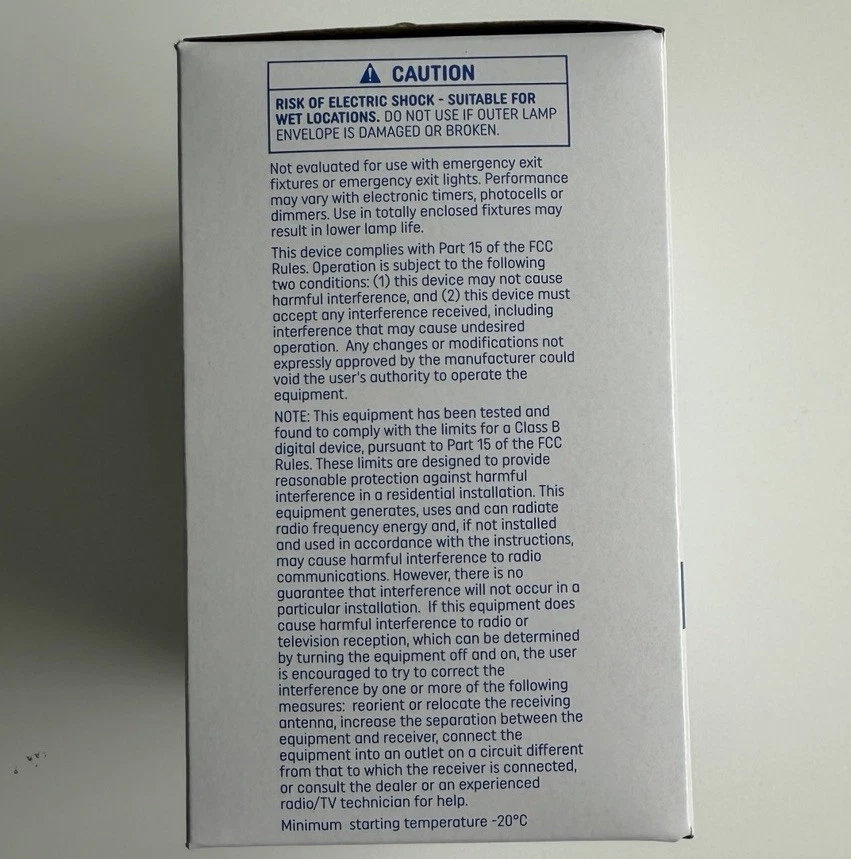 CAUTION
RISK OF ELECTRIC SHOCK - SUITABLE FOR
WET LOCATIONS. DO NOT USE IF OUTER LAMP
ENVELOPE IS DAMAGED OR BROKEN.
Not evaluated for use with emergency exit
fixtures or emergency exit lights. Performance
may vary with electronic timers, photocells or
dimmers. Use in totally enclosed fixtures may
result in lower lamp life.
This device complies with Part 15 of the FCC
Rules. Operation is subject to the following
two conditions: (1) this device may not cause
harmful interference, and (2) this device must
accept any interference received, including
interference that may cause undesired
operation. Any changes or modifications not
expressly approved by the manufacturer could
void the user's authority to operate the
equipment.
NOTE: This equipment has been tested and
found to comply with the limits for a Class B
digital device, pursuant to Part 15 of the FCC
Rules. These limits are designed to provide
reasonable protection against harmful
interference in a residential installation. This
equipment generates, uses and can radiate
radio frequency energy and, if not installed
and used in accordance with the instructions,
may cause harmful interference to radio
communications. However, there is no
guarantee that interference will not occur in a
particular installation. If this equipment does
cause harmful interference to radio or
television reception, which can be determined
by turning the equipment off and on, the user
is encouraged to try to correct the
interference by one or more of the following
measures: reorient or relocate the receiving
antenna, increase the separation between the
equipment and receiver, connect the
equipment into an outlet on a circuit different
from that to which the receiver is connected,
or consult the dealer or an experienced
radio/TV technician for help.
Minimum starting temperature -20°C